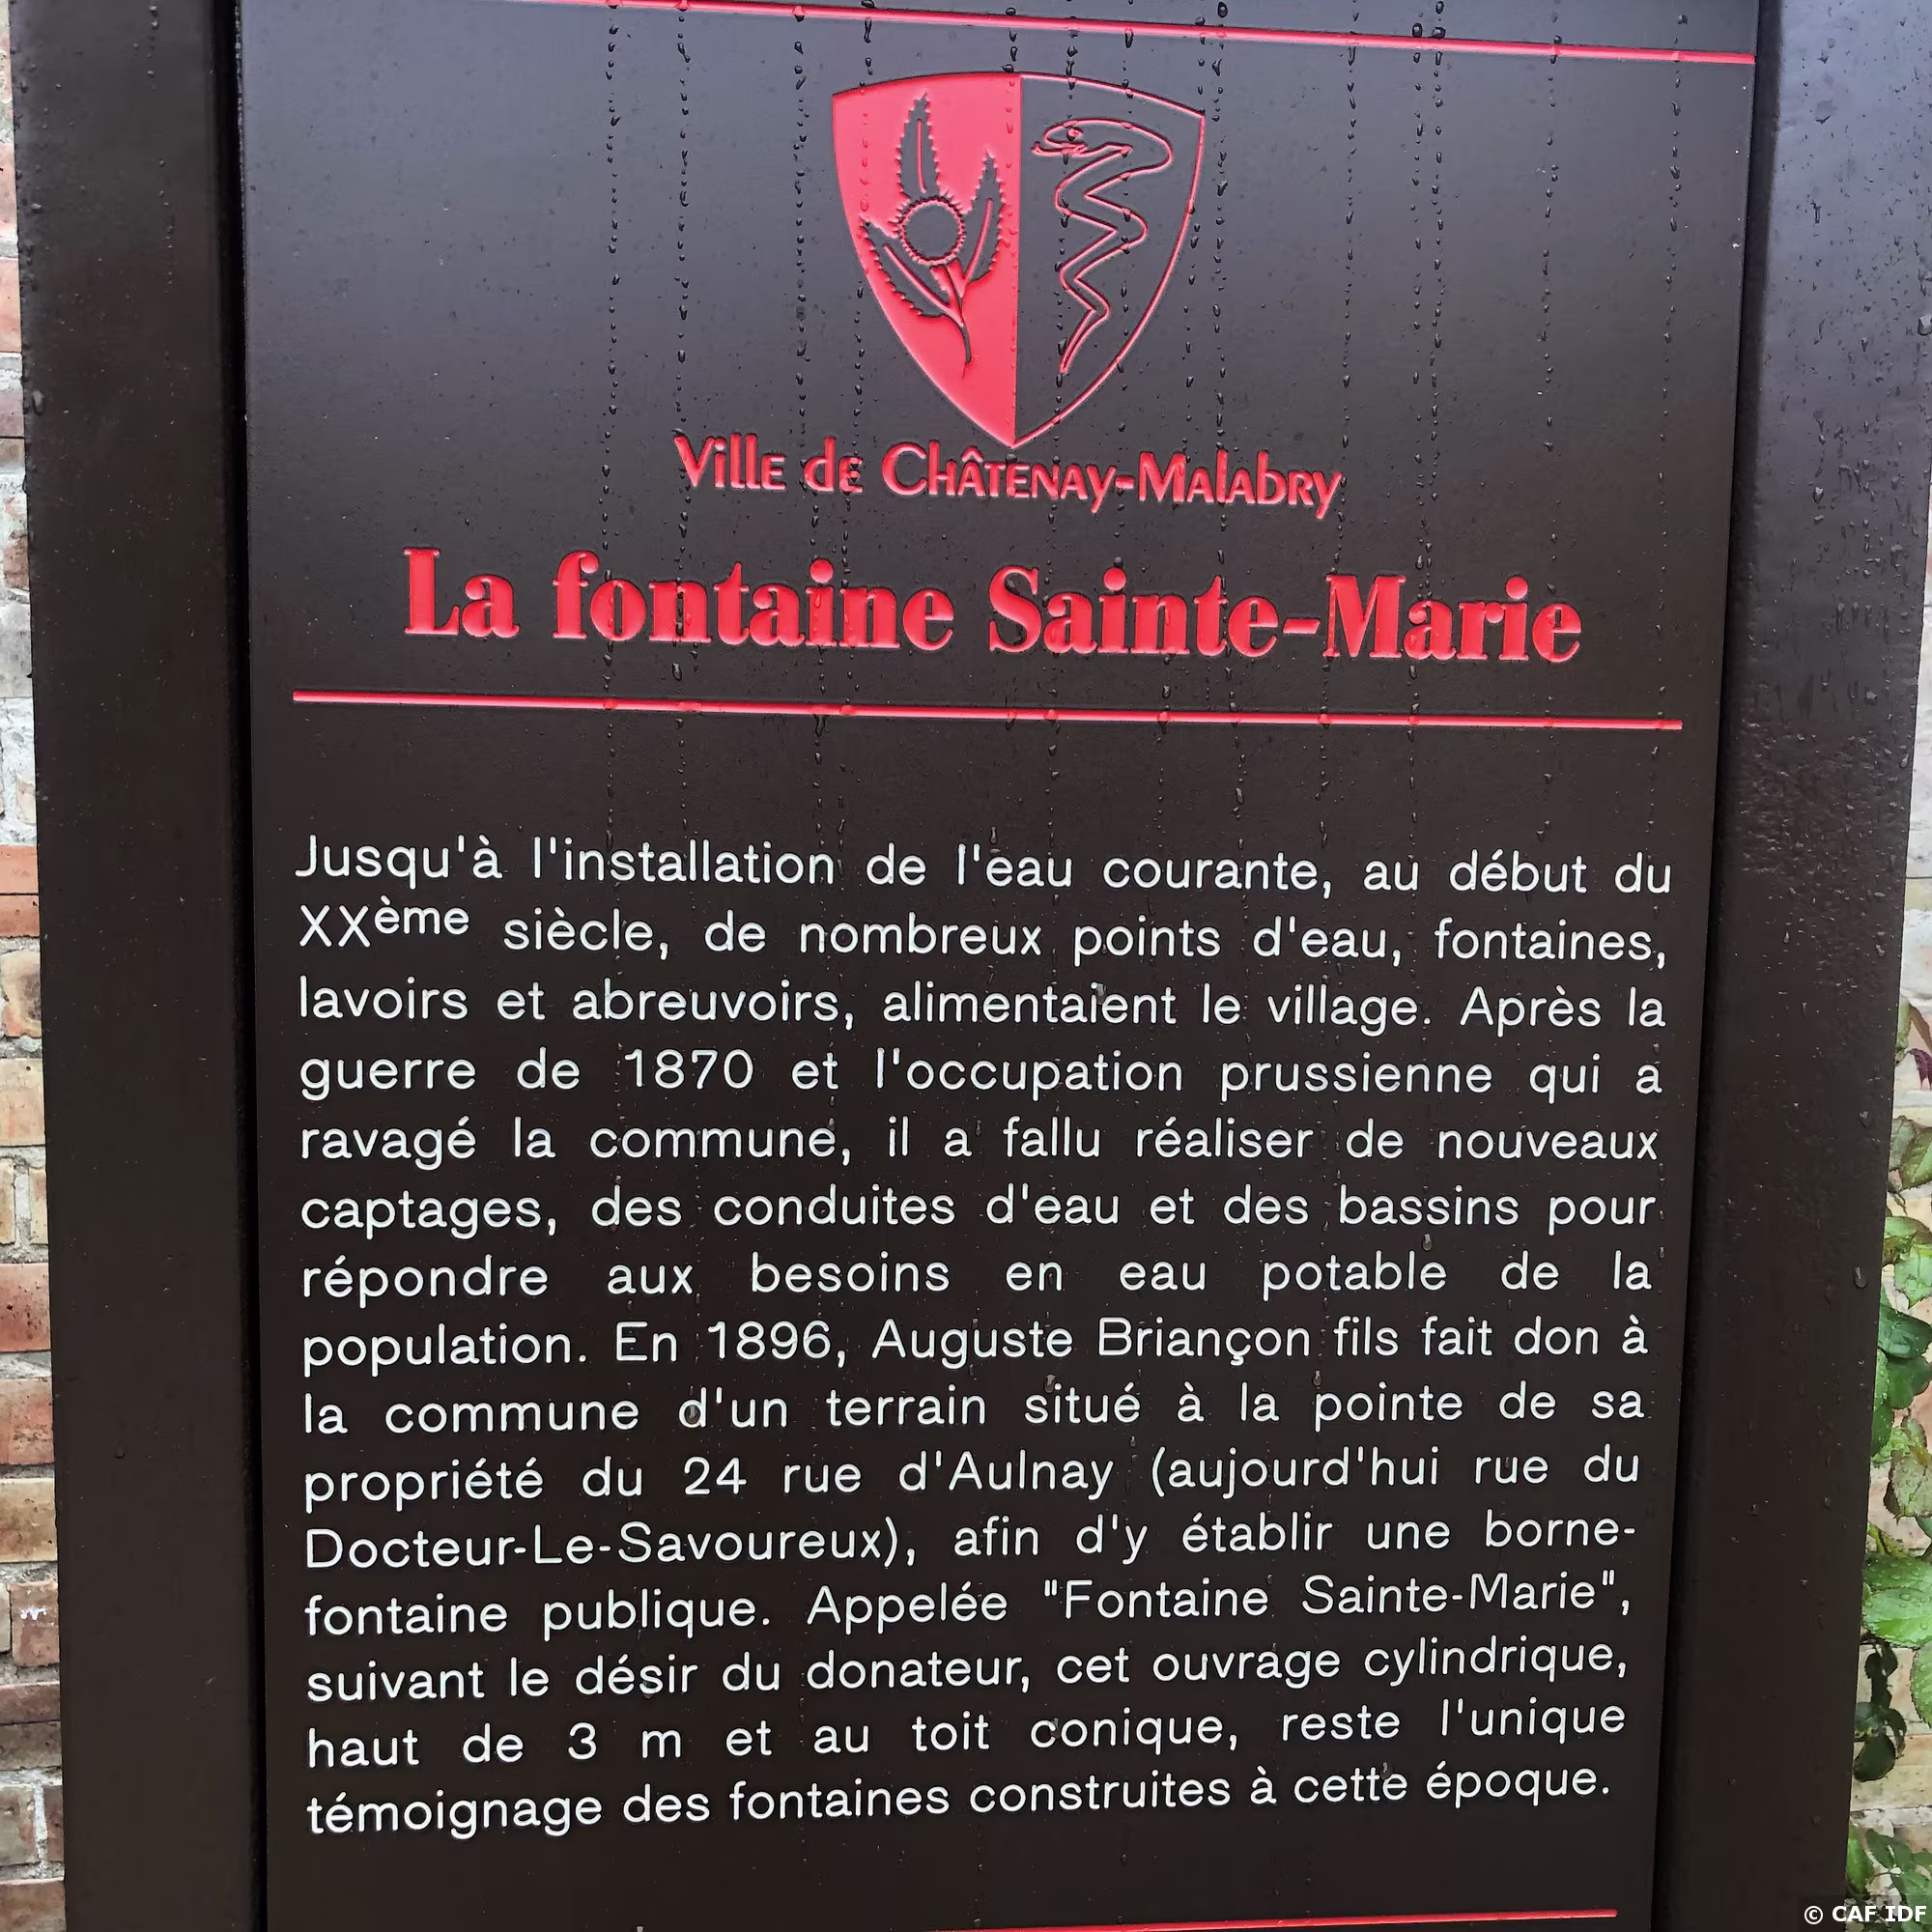 Ville de Châtenay-Malabry
La fontaine Sainte-Marie
Jusqu'à l'installation de l'eau courante, au début du
XXème siècle, de nombreux points d'eau, fontaines,
lavoirs et abreuvoirs, alimentaient le village. Après la
guerre de 1870 et l'occupation prussienne qui a
ravagé la commune, il a fallu réaliser de nouveaux
captages, des conduites d'eau et des bassins pour
répondre aux besoins en eau potable de la
population. En 1896, Auguste Briançon fils fait don à
la commune d'un terrain situé à la pointe de sa
propriété du 24 rue d'Aulnay (aujourd'hui rue du
Docteur-Le-Savoureux), afin d'y établir une borne-
fontaine publique. Appelée "Fontaine Sainte-Marie",
suivant le désir du donateur, cet ouvrage cylindrique,
haut de 3 m et au toit conique, reste l'unique
témoignage des fontaines construites à cette époque.
© CAF IDF